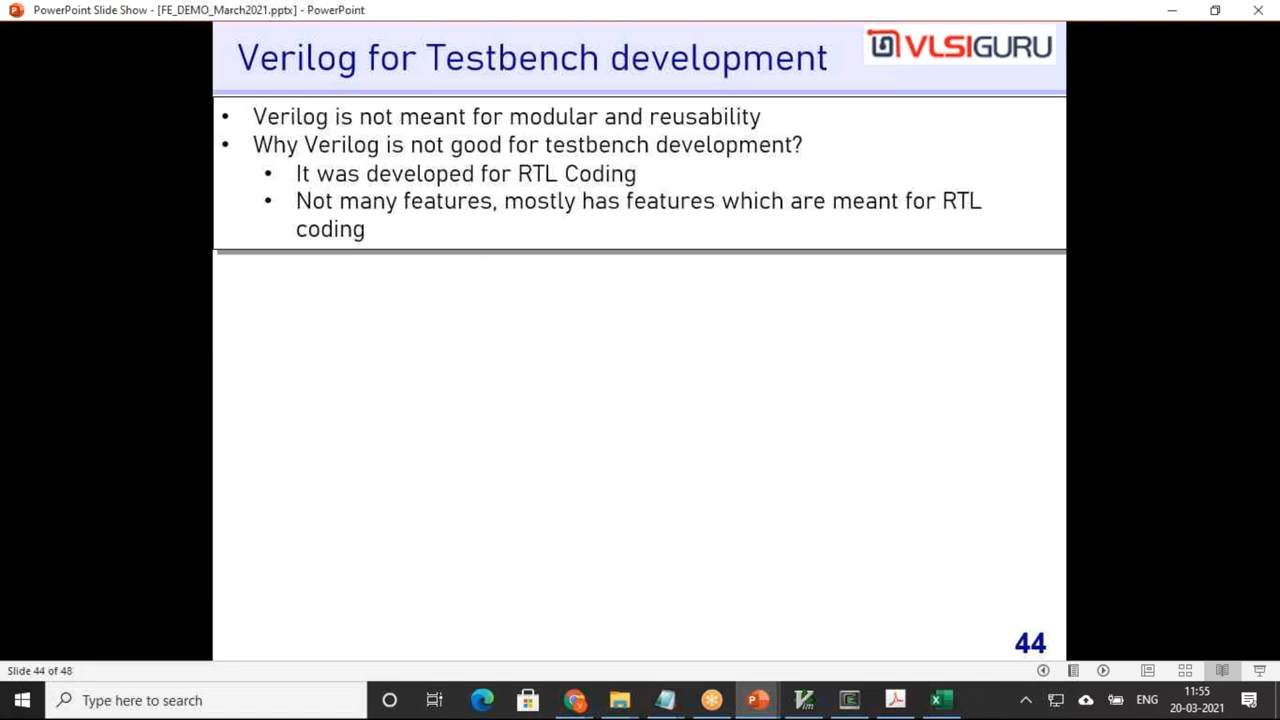 PowerPoint Slide Show - [FE_DEMO_March2021.pptx] - PowerPoint
Verilog for Testbench development
VLSIGURU
• Verilog is not meant for modular and reusability
• Why Verilog is not good for testbench development?
• It was developed for RTL Coding
• Not many features, mostly has features which are meant for RTL
coding
44
Slide 44 of 48
Type here to search
ENG
11:55
20-03-2021